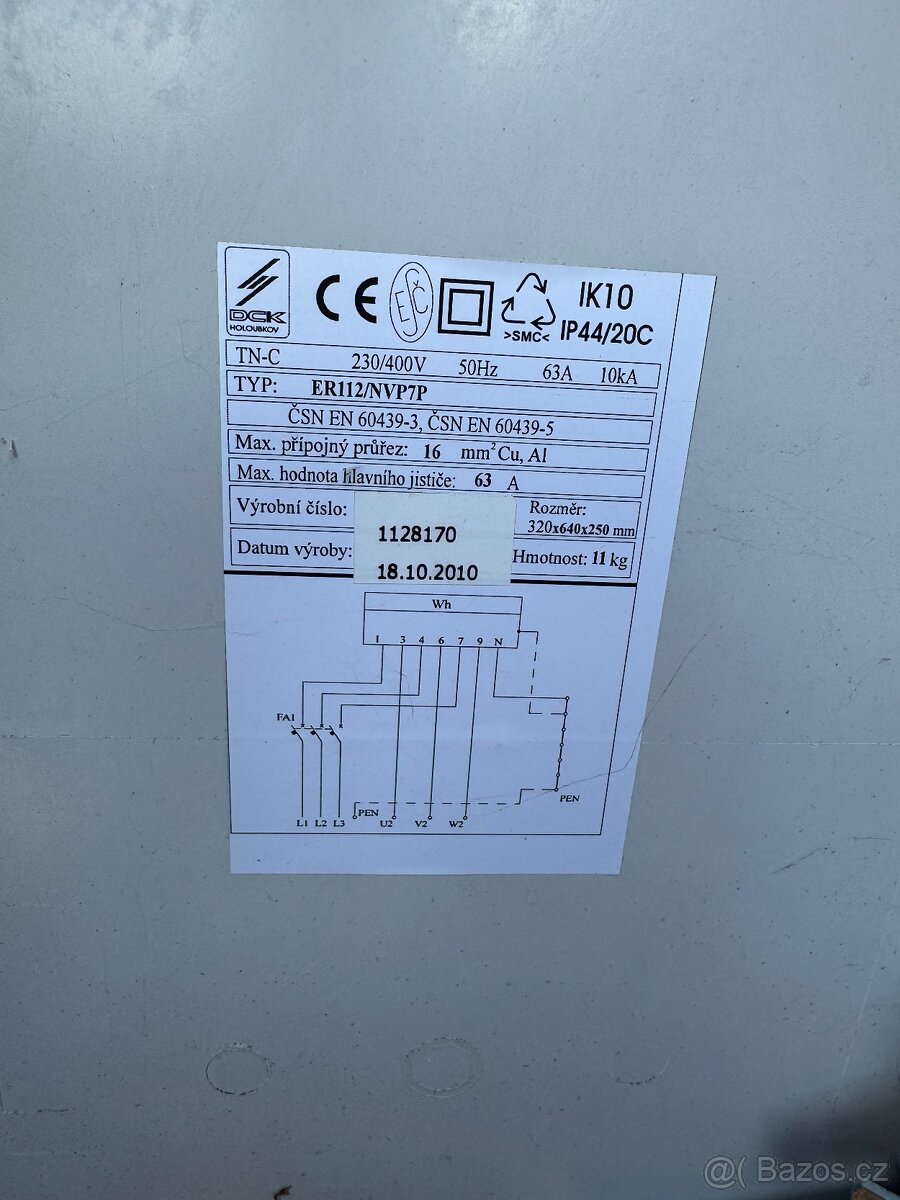 DCK
HOLOUBKOV
CE
ESČ
>SMC<
IK10
IP44/20C
TN-C 230/400V 50Hz 63A 10kA
TYP: ER112/NVP7P
ČSN EN 60439-3, ČSN EN 60439-5
Max. přípojný průřez: 16 mm² Cu, Al
Max. hodnota hlavního jističe: 63 A
Výrobní číslo: 1128170
Rozměr:
320x640x250 mm
Datum výroby: 18.10.2010
Hmotnost: 11 kg
Wh
1 3 4 6 7 9 N
FA1
PEN
PEN
L1 L2 L3 U2 V2 W2
@( Bazoš.cz